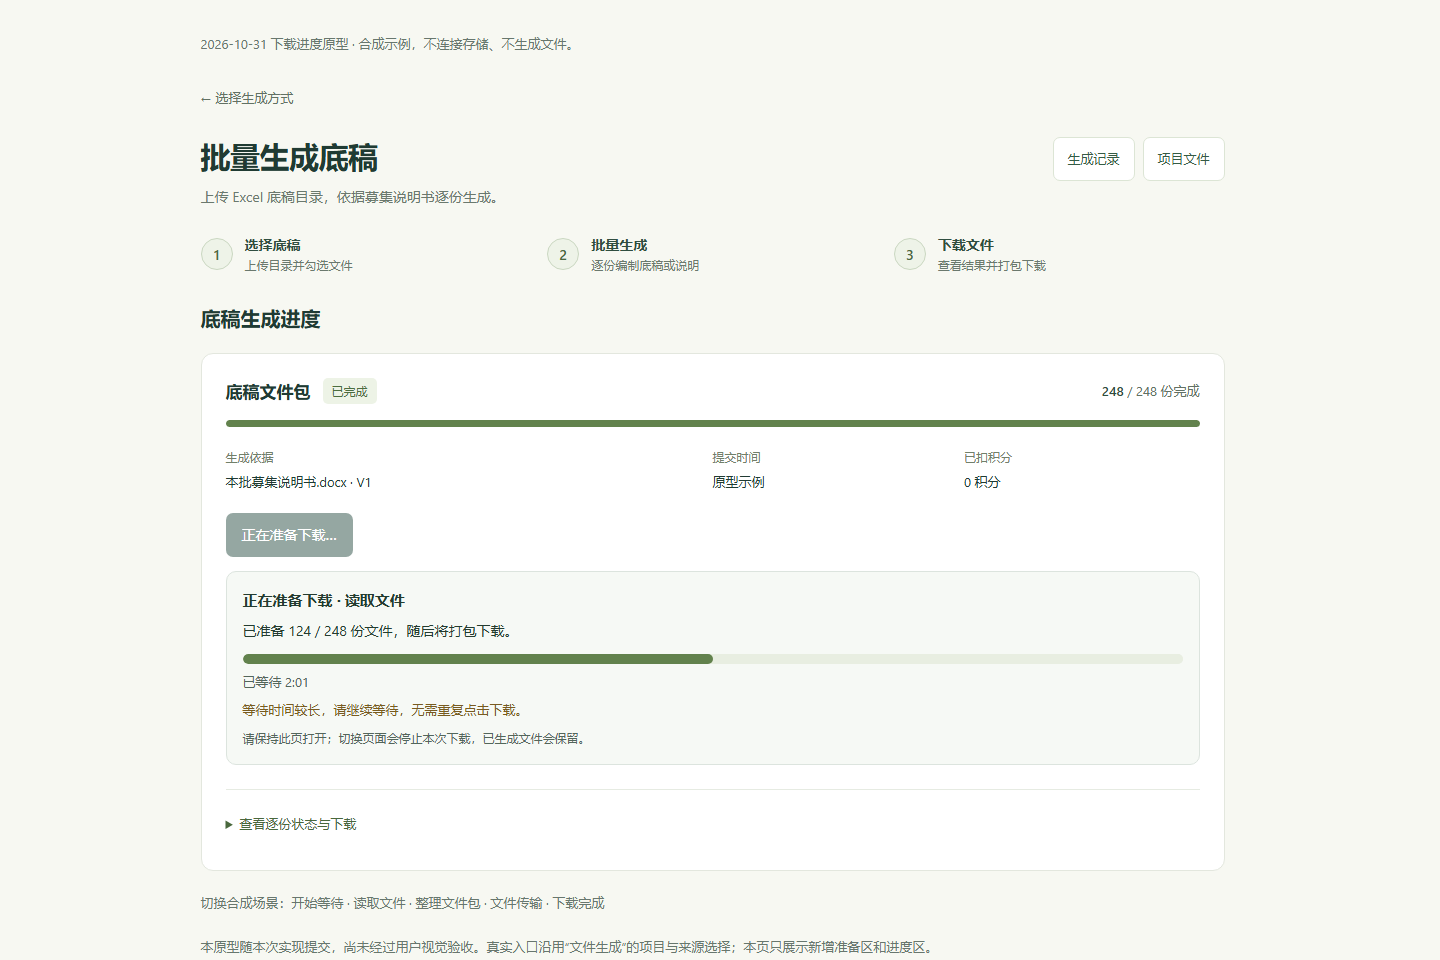 2026-10-31 下载进度原型 · 合成示例，不连接存储、不生成文件。
← 选择生成方式
批量生成底稿
生成记录
项目文件
上传 Excel 底稿目录，依据募集说明书逐份生成。
1
选择底稿
上传目录并勾选文件
2
批量生成
逐份编制底稿或说明
3
下载文件
查看结果并打包下载
底稿生成进度
底稿文件包
已完成
248 / 248 份完成
生成依据
本批募集说明书.docx · V1
提交时间
原型示例
已扣积分
0 积分
正在准备下载...
正在准备下载 · 读取文件
已准备 124 / 248 份文件，随后将打包下载。
已等待 2:01
等待时间较长，请继续等待，无需重复点击下载。
请保持此页打开；切换页面会停止本次下载，已生成文件会保留。
▶ 查看逐份状态与下载
切换合成场景：开始等待 · 读取文件 · 整理文件包 · 文件传输 · 下载完成
本原型随本次实现提交，尚未经过用户视觉验收。真实入口沿用“文件生成”的项目与来源选择；本页只展示新增准备区和进度区。